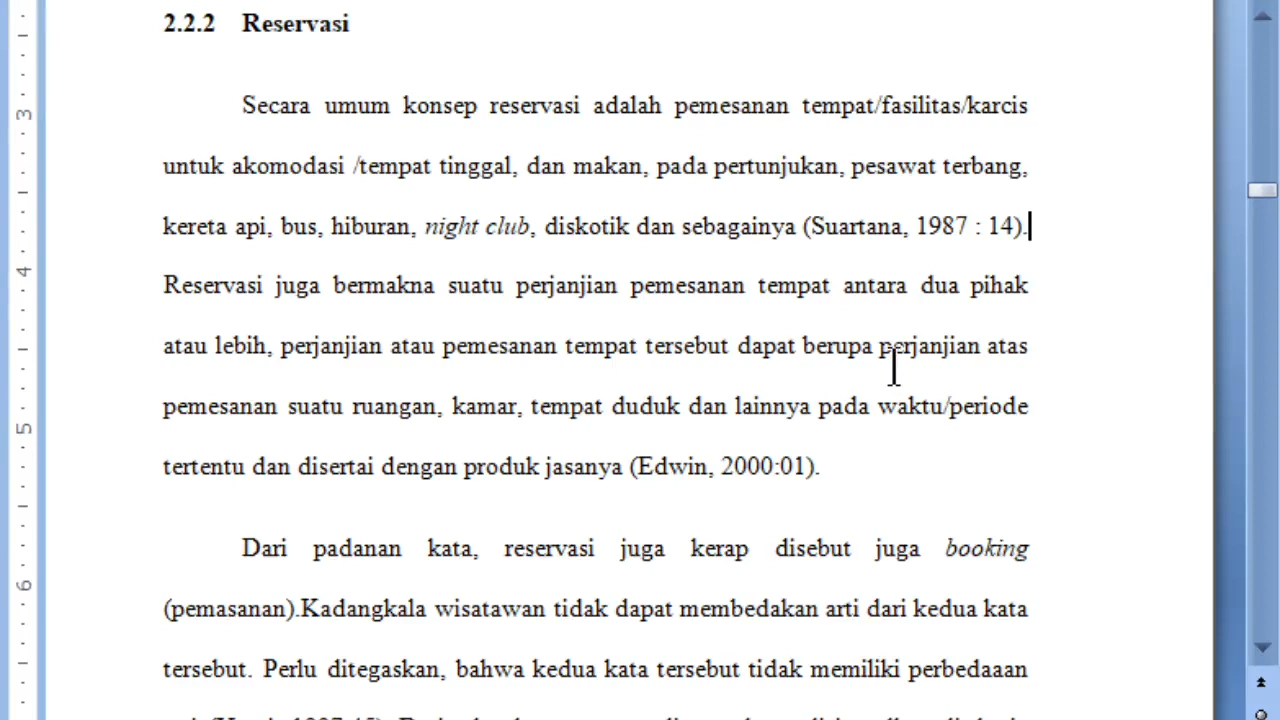 2.2.2 Reservasi
Secara umum konsep reservasi adalah pemesanan tempat/fasilitas/karcis
untuk akomodasi /tempat tinggal, dan makan, pada pertunjukan, pesawat terbang,
kereta api, bus, hiburan, night club, diskotik dan sebagainya (Suartana, 1987 : 14).
Reservasi juga bermakna suatu perjanjian pemesanan tempat antara dua pihak
atau lebih, perjanjian atau pemesanan tempat tersebut dapat berupa perjanjian atas
pemesanan suatu ruangan, kamar, tempat duduk dan lainnya pada waktu/periode
tertentu dan disertai dengan produk jasanya (Edwin, 2000:01).
Dari padanan kata, reservasi juga kerap disebut juga booking
(pemasanan).Kadangkala wisatawan tidak dapat membedakan arti dari kedua kata
tersebut. Perlu ditegaskan, bahwa kedua kata tersebut tidak memiliki perbedaaan
3
4
5
6